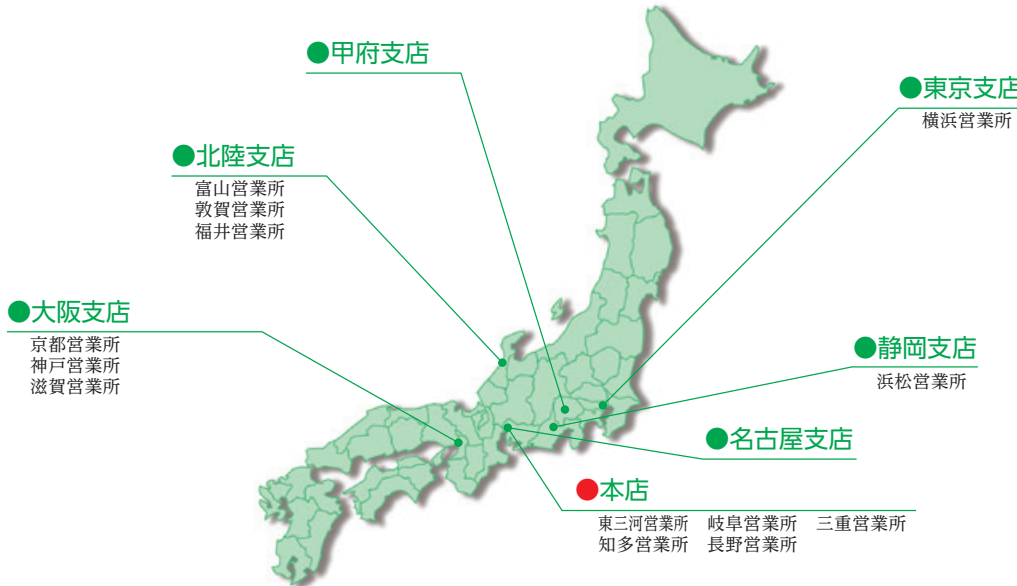 ●甲府支店
●東京支店
横浜営業所
●北陸支店
富山営業所
敦賀営業所
福井営業所
●大阪支店
京都営業所
神戸営業所
滋賀営業所
●静岡支店
浜松営業所
●名古屋支店
●本店
東三河営業所 岐阜営業所 三重営業所
知多営業所 長野営業所